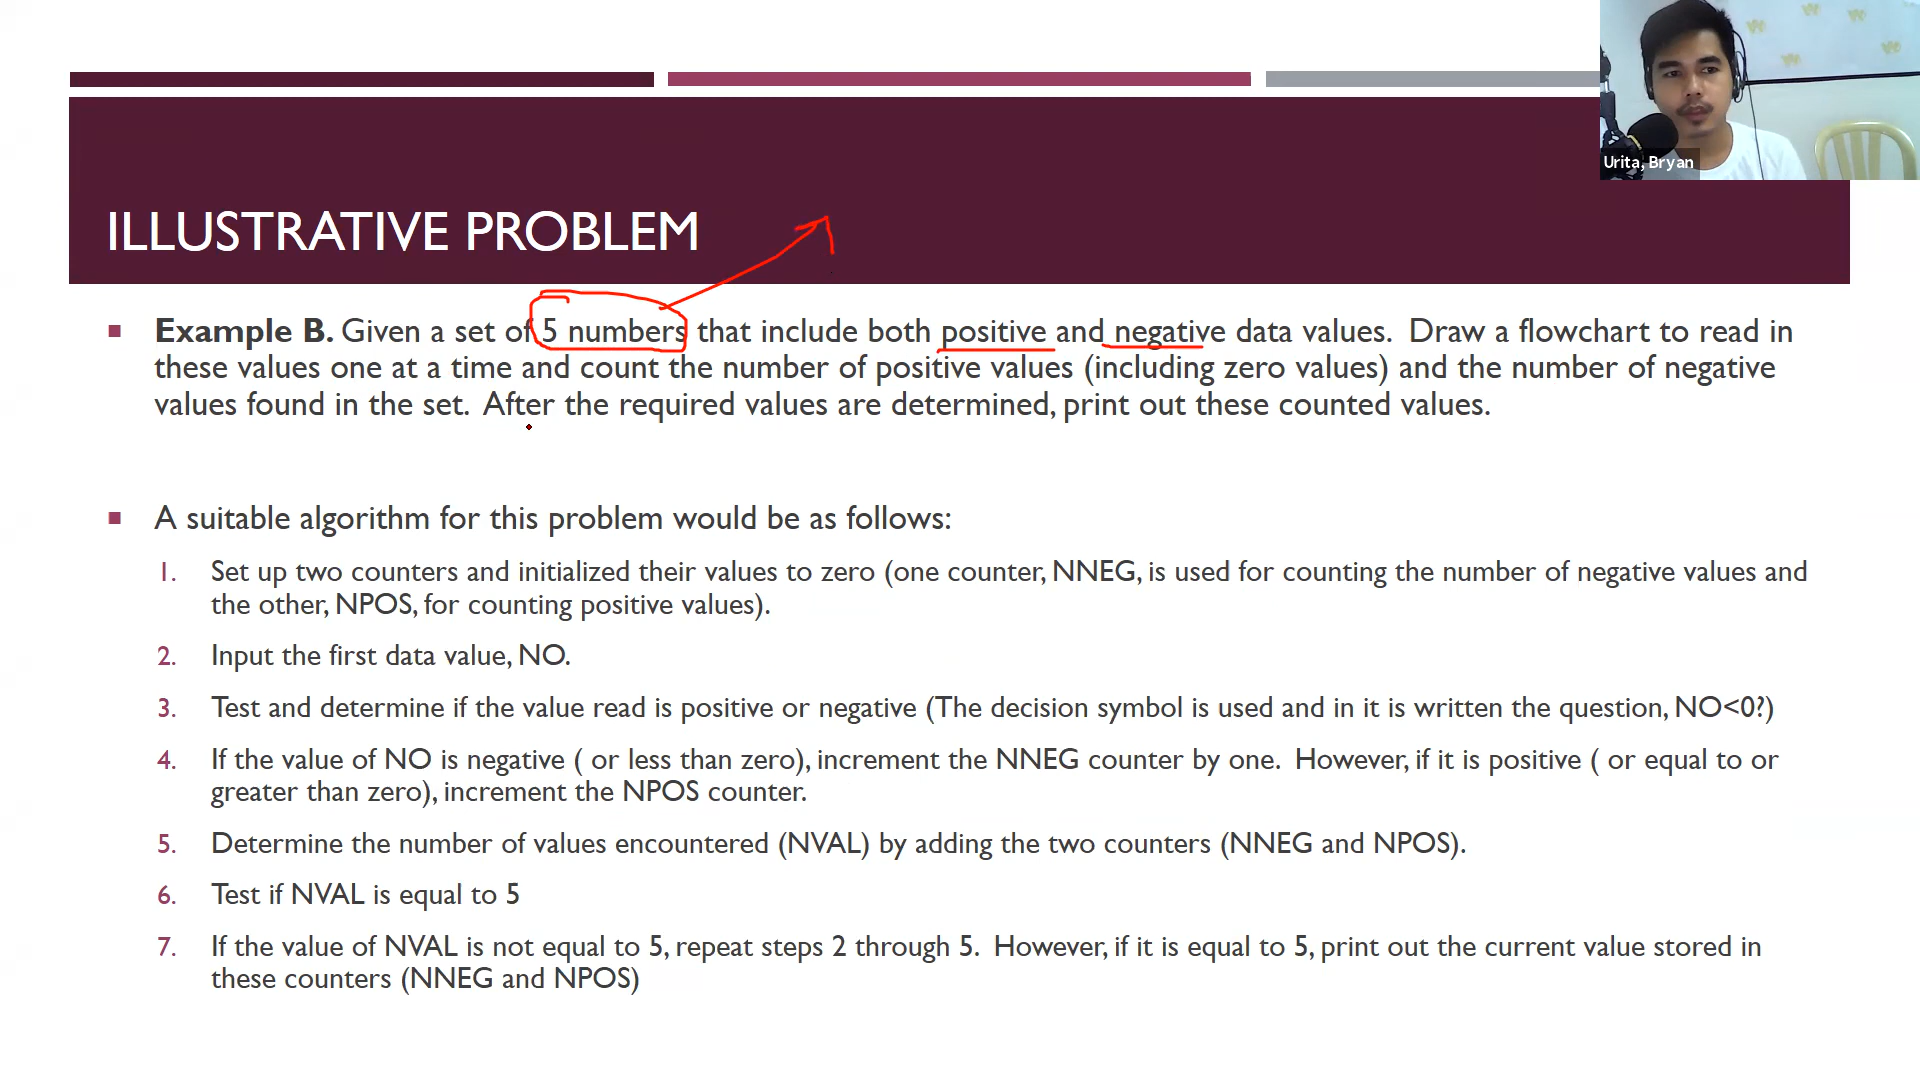 Urita, Bryan
ILLUSTRATIVE PROBLEM
Example B. Given a set of 5 numbers that include both positive and negative data values. Draw a flowchart to read in
these values one at a time and count the number of positive values (including zero values) and the number of negative
values found in the set. After the required values are determined, print out these counted values.
A suitable algorithm for this problem would be as follows:
1. Set up two counters and initialized their values to zero (one counter, NNEG, is used for counting the number of negative values and
the other, NPOS, for counting positive values).
2. Input the first data value, NO.
3. Test and determine if the value read is positive or negative (The decision symbol is used and in it is written the question, NO<0?)
4. If the value of NO is negative ( or less than zero), increment the NNEG counter by one. However, if it is positive ( or equal to or
greater than zero), increment the NPOS counter.
5. Determine the number of values encountered (NVAL) by adding the two counters (NNEG and NPOS).
6. Test if NVAL is equal to 5
7. If the value of NVAL is not equal to 5, repeat steps 2 through 5. However, if it is equal to 5, print out the current value stored in
these counters (NNEG and NPOS)